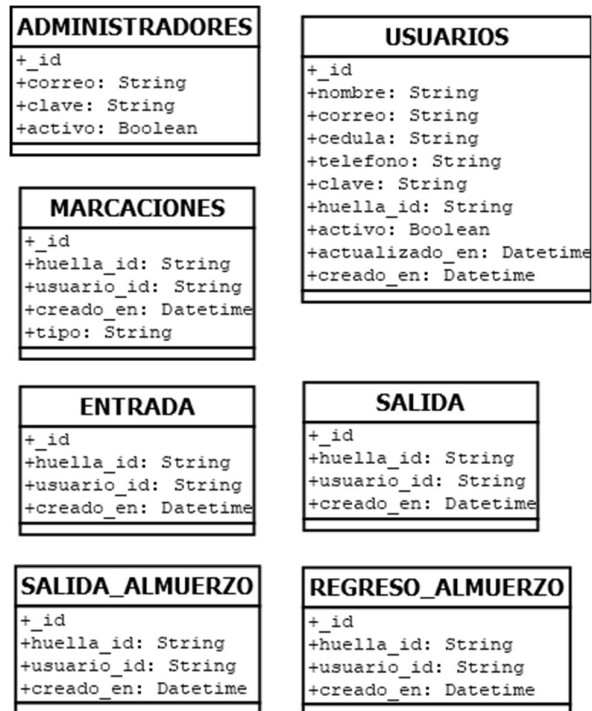 ADMINISTRADORES
+_id
+correo: String
+clave: String
+activo: Boolean
USUARIOS
+_id
+nombre: String
+correo: String
+cedula: String
+telefono: String
+clave: String
+huella_id: String
+activo: Boolean
+actualizado_en: Datetime
+creado_en: Datetime
MARCACIONES
+_id
+huella_id: String
+usuario_id: String
+creado_en: Datetime
+tipo: String
ENTRADA
+_id
+huella_id: String
+usuario_id: String
+creado_en: Datetime
SALIDA
+_id
+huella_id: String
+usuario_id: String
+creado_en: Datetime
SALIDA_ALMUERZO
+_id
+huella_id: String
+usuario_id: String
+creado_en: Datetime
REGRESO_ALMUERZO
+_id
+huella_id: String
+usuario_id: String
+creado_en: Datetime